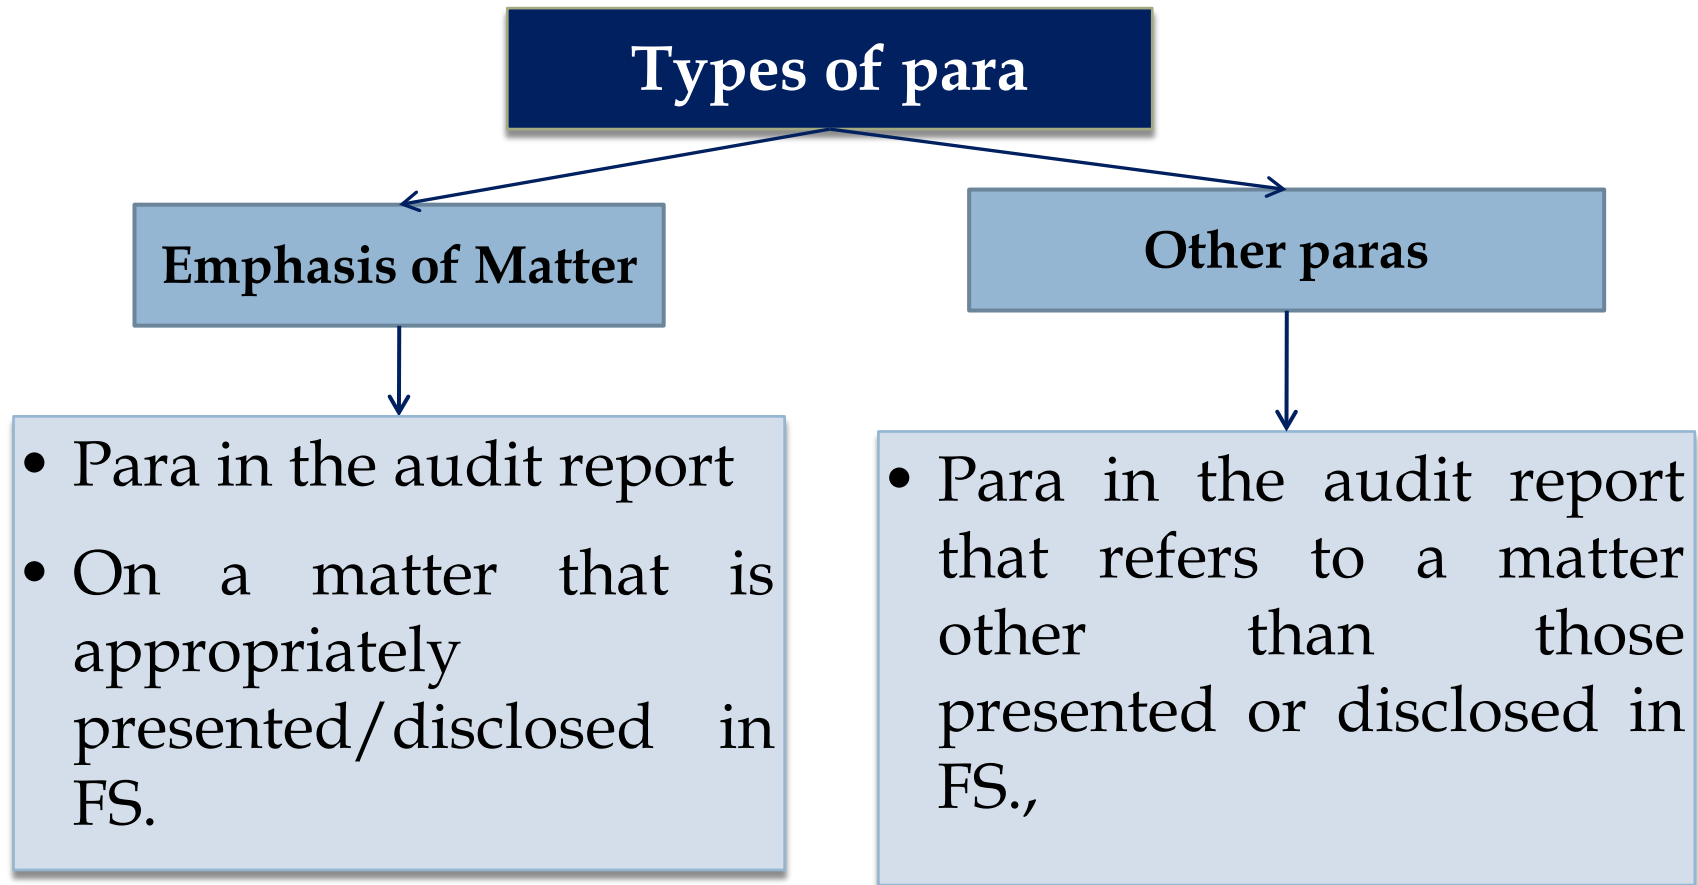 Types of para
Emphasis of Matter
Other paras
• Para in the audit report
• On a matter that is
appropriately
presented/disclosed in
FS.
• Para in the audit report
that refers to a matter
other than those
presented or disclosed in
FS.,